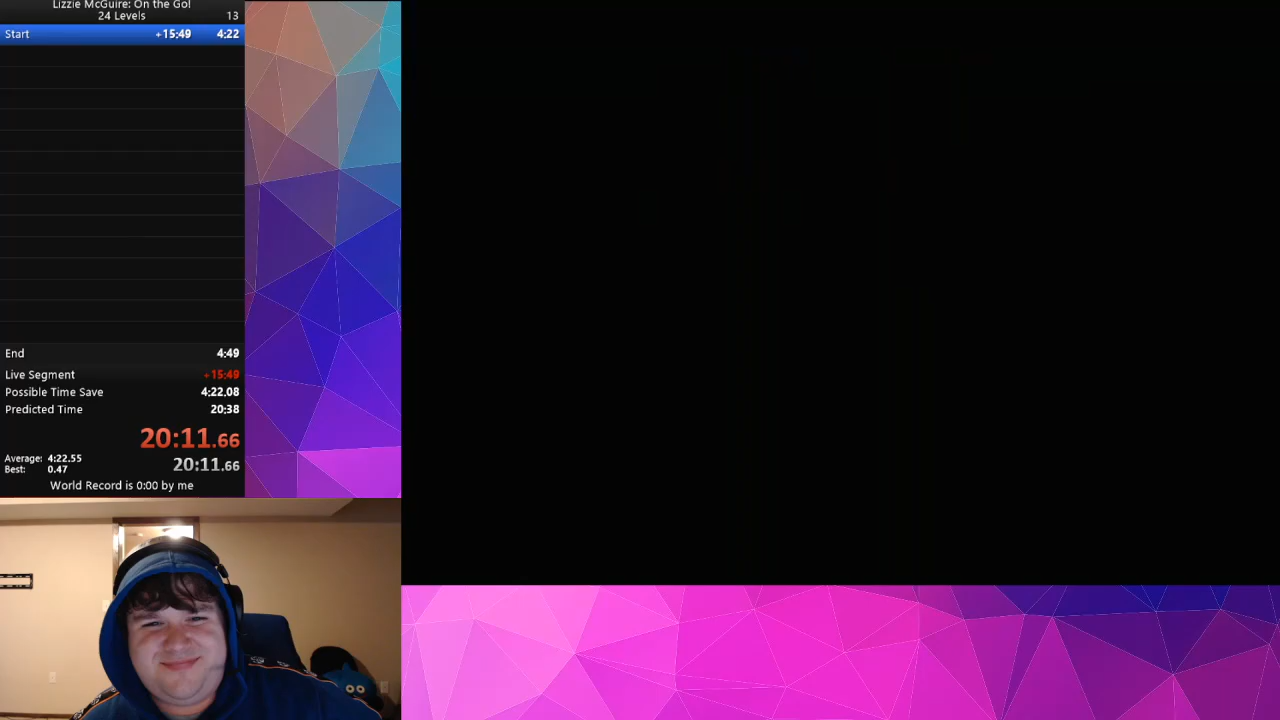 Lizzie McGuire: On the Go!
24 Levels 13
Start +15:49 4:22
End 4:49
Live Segment +15:49
Possible Time Save 4:22.08
Predicted Time 20:38
20:11.66
Average: 4:22.55
Best: 0.47
20:11.66
World Record is 0:00 by me